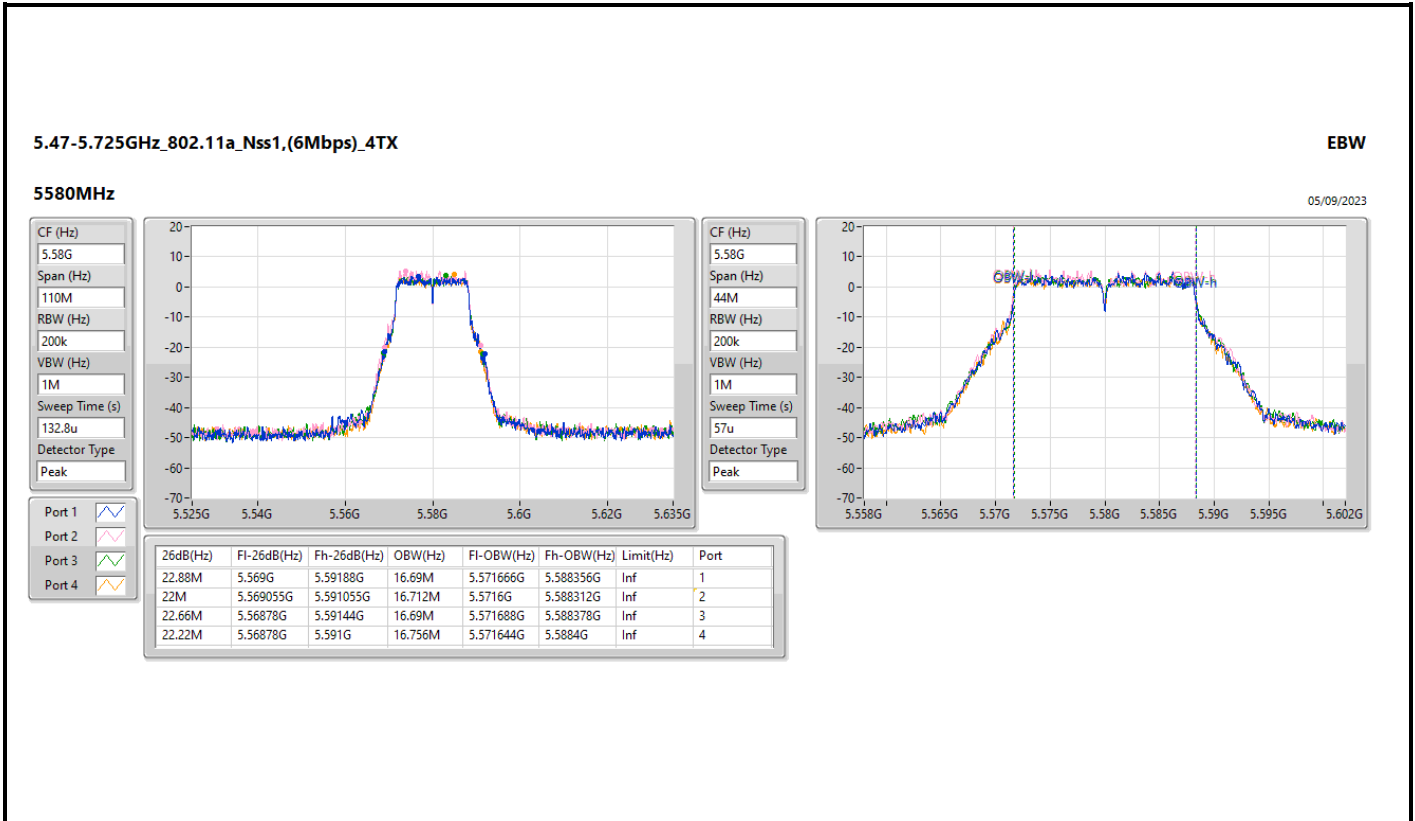 5.47-5.725GHz_802.11a_Nss1,(6Mbps)_4TX
EBW
5580MHz
05/09/2023
CF (Hz)
5.58G
Span (Hz)
110M
RBW (Hz)
200k
VBW (Hz)
1M
Sweep Time (s)
132.8u
Detector Type
Peak
20
10
0
-10
-20
-30
-40
-50
-60
-70
5.525G 5.54G 5.56G 5.58G 5.6G 5.62G 5.635G
CF (Hz)
5.58G
Span (Hz)
44M
RBW (Hz)
200k
VBW (Hz)
1M
Sweep Time (s)
57u
Detector Type
Peak
20
10
0
-10
-20
-30
-40
-50
-60
-70
5.558G 5.565G 5.57G 5.575G 5.58G 5.585G 5.59G 5.595G 5.602G
Port 1
Port 2
Port 3
Port 4
26dB(Hz) Fl-26dB(Hz) Fh-26dB(Hz) OBW(Hz) Fl-OBW(Hz) Fh-OBW(Hz) Limit(Hz) Port
22.88M 5.569G 5.59188G 16.69M 5.571666G 5.588356G Inf 1
22M 5.569055G 5.591055G 16.712M 5.5716G 5.588312G Inf 2
22.66M 5.56878G 5.59144G 16.69M 5.571688G 5.588378G Inf 3
22.22M 5.56878G 5.591G 16.756M 5.571644G 5.5884G Inf 4